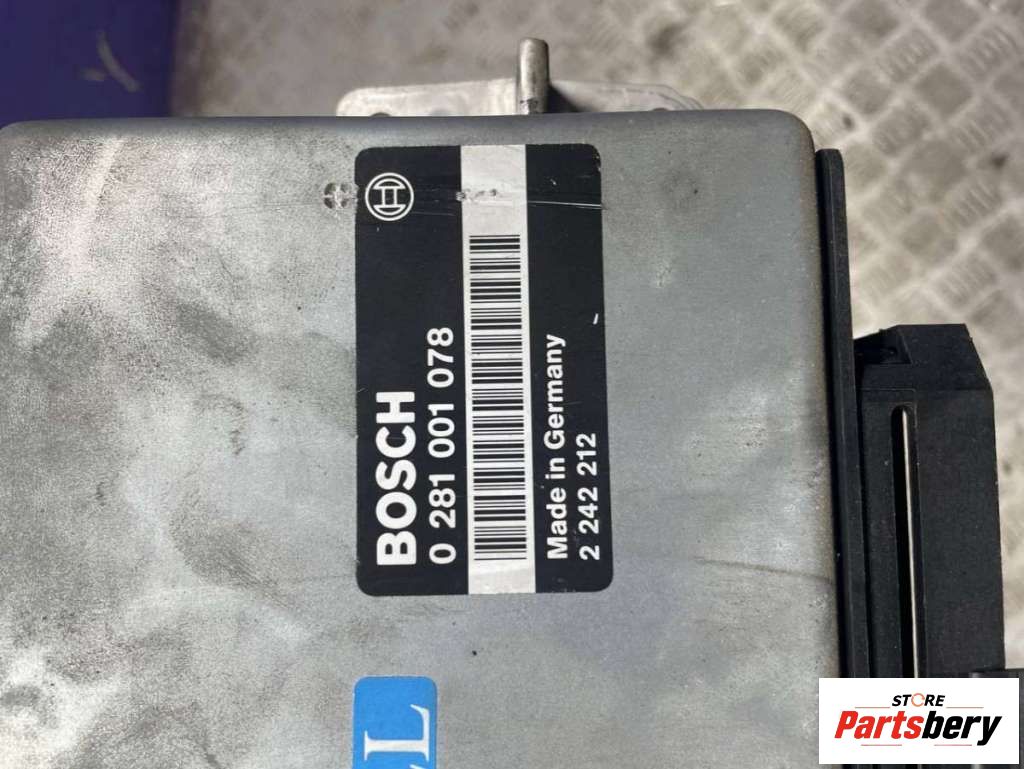 BOSCH
0 281 001 078
Made in Germany
2 242 212
L
STORE
Partsbery